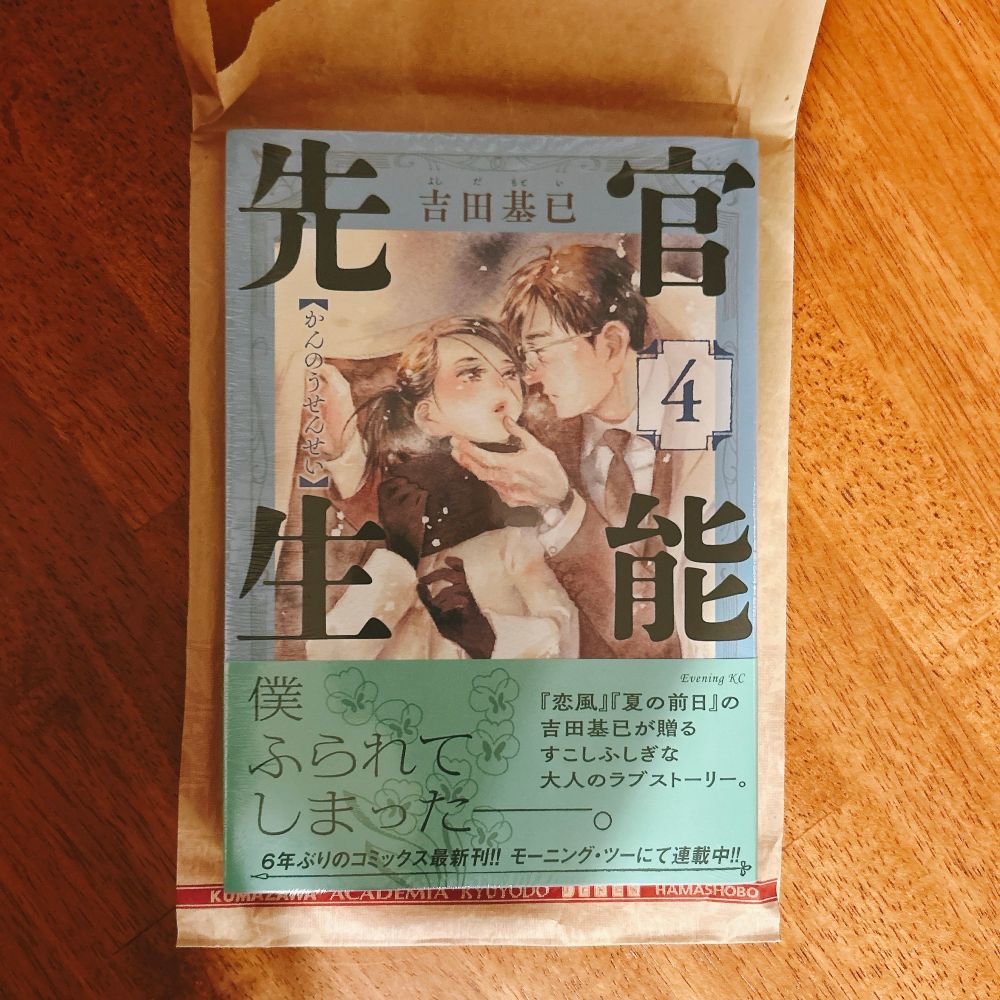 官能
先生
【かんのうせんせい】
よしだもとい
吉田基已
4
Evening KC
『恋風』『夏の前日』の
吉田基已が贈る
すこしふしぎな
大人のラブストーリー。
僕
ふられて
しまった――。
6年ぶりのコミックス最新刊!! モーニング・ツーにて連載中!!
KUMAZAWA ACADEMIA RYUYODO HAMASHOBO